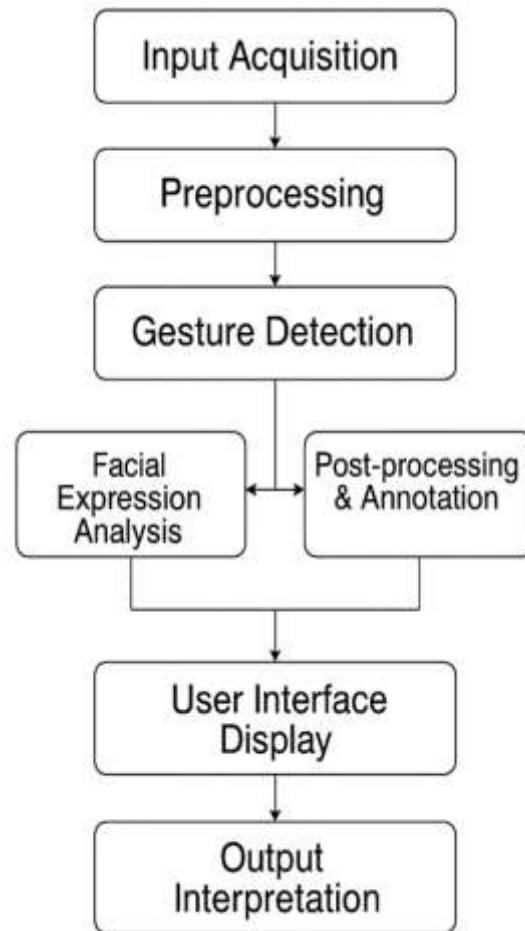 Input Acquisition
Preprocessing
Gesture Detection
Facial
Expression
Analysis
Post-processing
& Annotation
User Interface
Display
Output
Interpretation